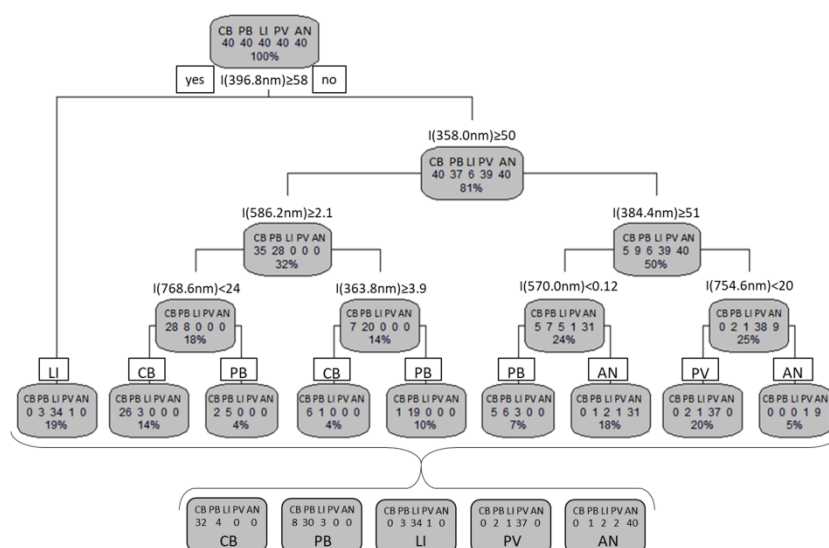 CB PB LI PV AN
40 40 40 40 40
100%
yes I(396.8nm)≥58 no
I(358.0nm)≥50
CB PB LI PV AN
40 37 6 39 40
81%
I(586.2nm)≥2.1 I(384.4nm)≥51
CB PB LI PV AN CB PB LI PV AN
35 28 0 0 0 5 9 6 39 40
32% 50%
I(768.6nm)<24 I(363.8nm)≥3.9 I(570.0nm)<0.12 I(754.6nm)<20
CB PB LI PV AN CB PB LI PV AN CB PB LI PV AN CB PB LI PV AN
28 8 0 0 0 7 20 0 0 0 5 7 5 1 31 0 2 1 38 9
18% 14% 24% 25%
LI CB PB CB PB PB AN PV AN
CB PB LI PV AN CB PB LI PV AN CB PB LI PV AN CB PB LI PV AN CB PB LI PV AN CB PB LI PV AN CB PB LI PV AN CB PB LI PV AN CB PB LI PV AN
0 3 34 1 0 26 3 0 0 0 2 5 0 0 0 6 1 0 0 0 1 19 0 0 0 5 6 3 0 0 0 1 2 1 31 0 2 1 37 0 0 0 0 1 9
19% 14% 4% 4% 10% 7% 18% 20% 5%
CB PB LI PV AN CB PB LI PV AN CB PB LI PV AN CB PB LI PV AN CB PB LI PV AN
32 4 0 0 8 30 3 0 0 0 3 34 1 0 0 2 1 37 0 0 1 2 2 40
CB PB LI PV AN